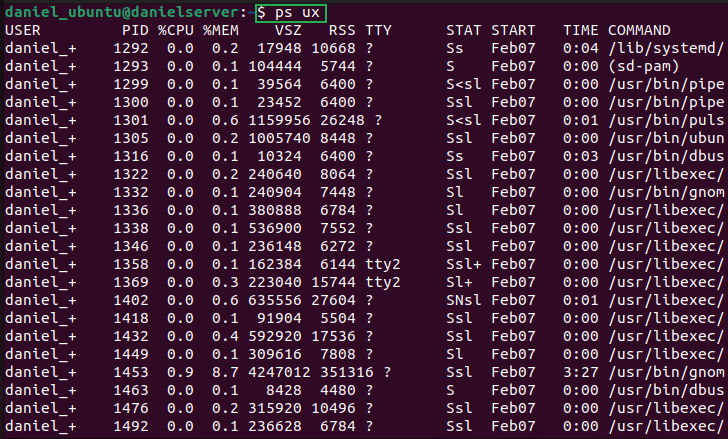 daniel_ubuntu@danielserver:~$ ps ux
USER PID %CPU %MEM VSZ RSS TTY STAT START TIME COMMAND
daniel_+ 1292 0.0 0.2 17948 10668 ? Ss Feb07 0:04 /lib/systemd/
daniel_+ 1293 0.0 0.1 104444 5744 ? S Feb07 0:00 (sd-pam)
daniel_+ 1299 0.0 0.1 39564 6400 ? S<sl Feb07 0:00 /usr/bin/pipe
daniel_+ 1300 0.0 0.1 23452 6400 ? Ssl Feb07 0:00 /usr/bin/pipe
daniel_+ 1301 0.0 0.6 1159956 26248 ? S<sl Feb07 0:01 /usr/bin/puls
daniel_+ 1305 0.0 0.2 1005740 8448 ? Ssl Feb07 0:00 /usr/bin/ubun
daniel_+ 1316 0.0 0.1 10324 6400 ? Ss Feb07 0:03 /usr/bin/dbus
daniel_+ 1322 0.0 0.2 240640 8064 ? Ssl Feb07 0:00 /usr/libexec/
daniel_+ 1332 0.0 0.1 240904 7448 ? Sl Feb07 0:00 /usr/bin/gnom
daniel_+ 1336 0.0 0.1 380888 6784 ? Sl Feb07 0:00 /usr/libexec/
daniel_+ 1338 0.0 0.1 536900 7552 ? Ssl Feb07 0:00 /usr/libexec/
daniel_+ 1346 0.0 0.1 236148 6272 ? Ssl Feb07 0:00 /usr/libexec/
daniel_+ 1358 0.0 0.1 162384 6144 tty2 Ssl+ Feb07 0:00 /usr/libexec/
daniel_+ 1369 0.0 0.3 223040 15744 tty2 Sl+ Feb07 0:00 /usr/libexec/
daniel_+ 1402 0.0 0.6 635556 27604 ? SNsl Feb07 0:01 /usr/libexec/
daniel_+ 1418 0.0 0.1 91904 5504 ? Ssl Feb07 0:00 /usr/libexec/
daniel_+ 1432 0.0 0.4 592920 17536 ? Ssl Feb07 0:00 /usr/libexec/
daniel_+ 1449 0.0 0.1 309616 7808 ? Sl Feb07 0:00 /usr/libexec/
daniel_+ 1453 0.9 8.7 4247012 351316 ? Ssl Feb07 3:27 /usr/bin/gnom
daniel_+ 1463 0.0 0.1 8428 4480 ? S Feb07 0:00 /usr/bin/dbus
daniel_+ 1476 0.0 0.2 315920 10496 ? Ssl Feb07 0:00 /usr/libexec/
daniel_+ 1492 0.0 0.1 236628 6784 ? Ssl Feb07 0:00 /usr/libexec/